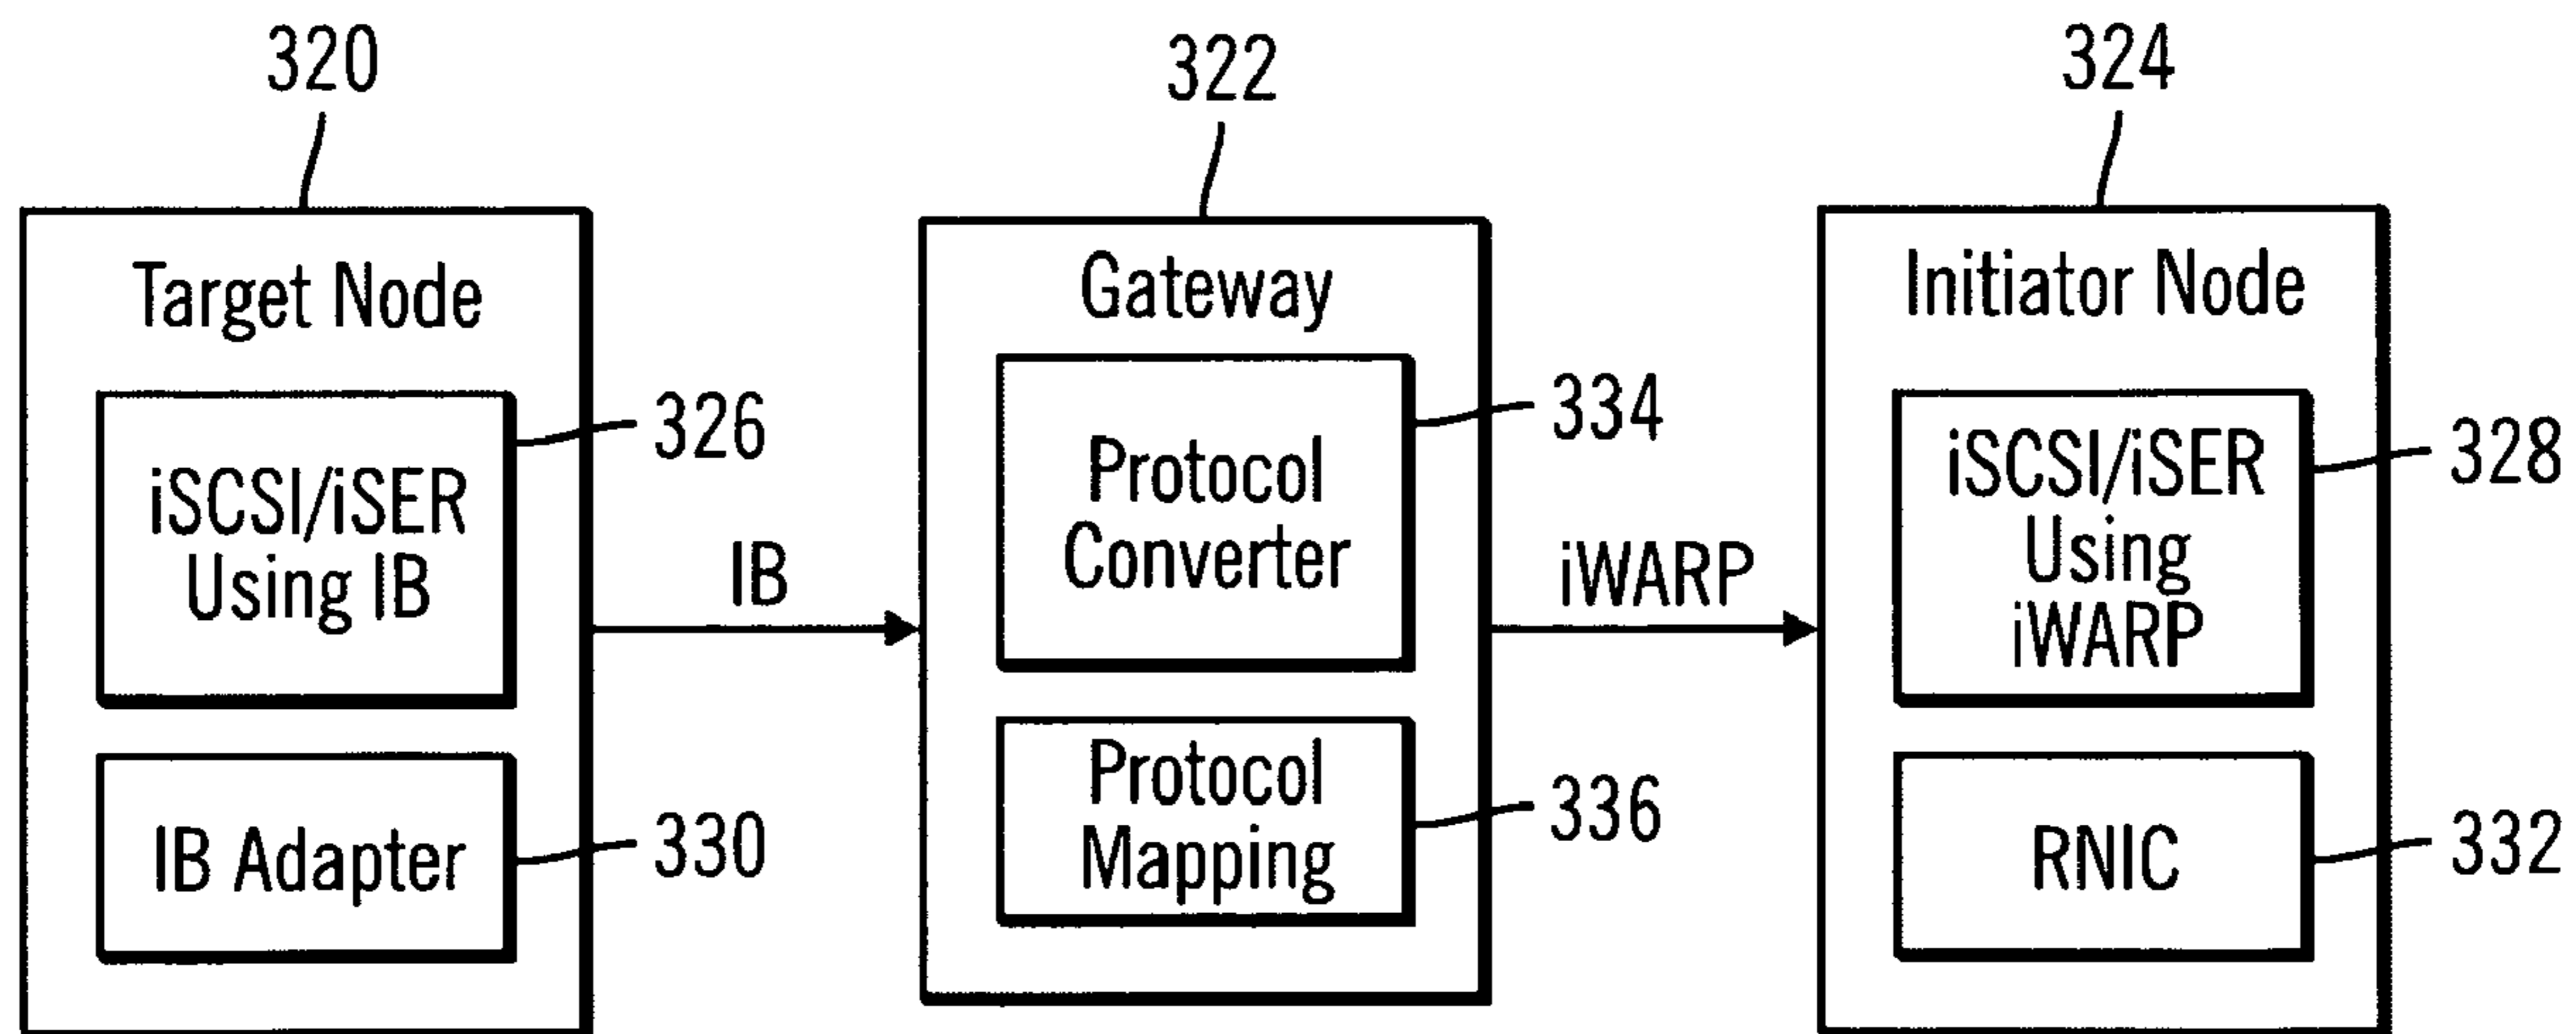 320
322
324
Target Node
iSCSI/iSER
Using IB
326
IB Adapter
330
IB
Gateway
Protocol
Converter
334
Protocol
Mapping
336
iWARP
Initiator Node
iSCSI/iSER
Using
iWARP
328
RNIC
332